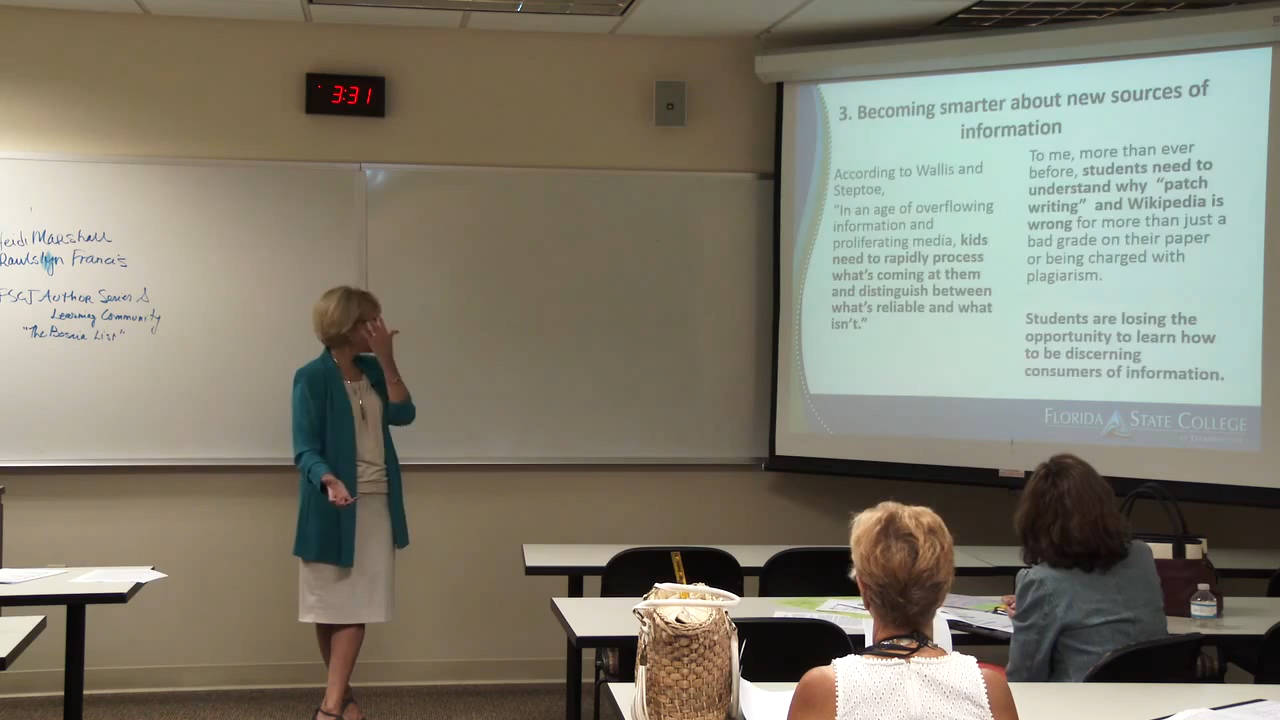 3:31
Heidi Marshall
Raulslyn Francis
FSCJ Author Series &
Learning Community
"The Bosnia List"
3. Becoming smarter about new sources of
information
According to Wallis and
Steptoe,
“In an age of overflowing
information and
proliferating media, kids
need to rapidly process
what’s coming at them
and distinguish between
what’s reliable and what
isn’t.”
To me, more than ever
before, students need to
understand why “patch
writing” and Wikipedia is
wrong for more than just a
bad grade on their paper
or being charged with
plagiarism.
Students are losing the
opportunity to learn how
to be discerning
consumers of information.
FLORIDA STATE COLLEGE